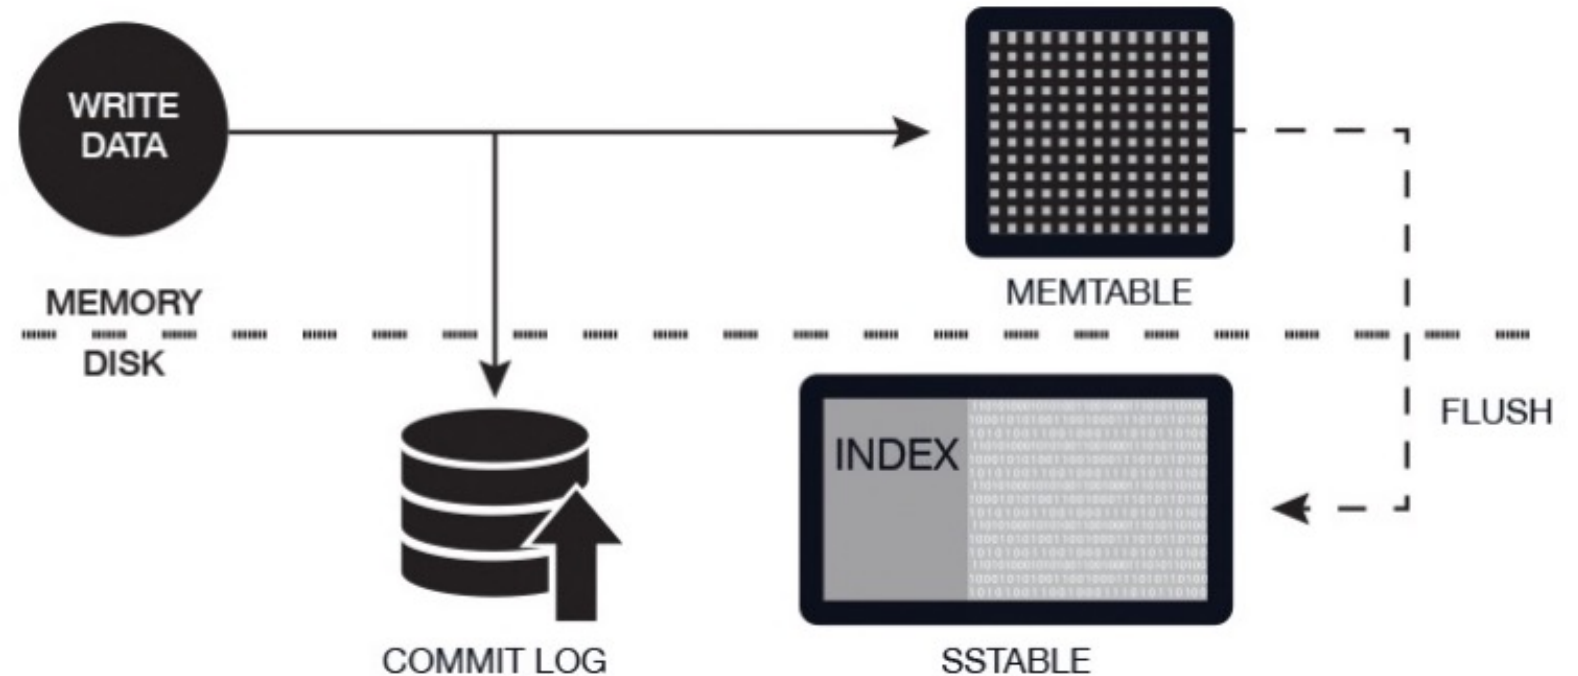 WRITE
DATA
MEMTABLE
MEMORY
DISK
FLUSH
INDEX
COMMIT LOG
SSTABLE